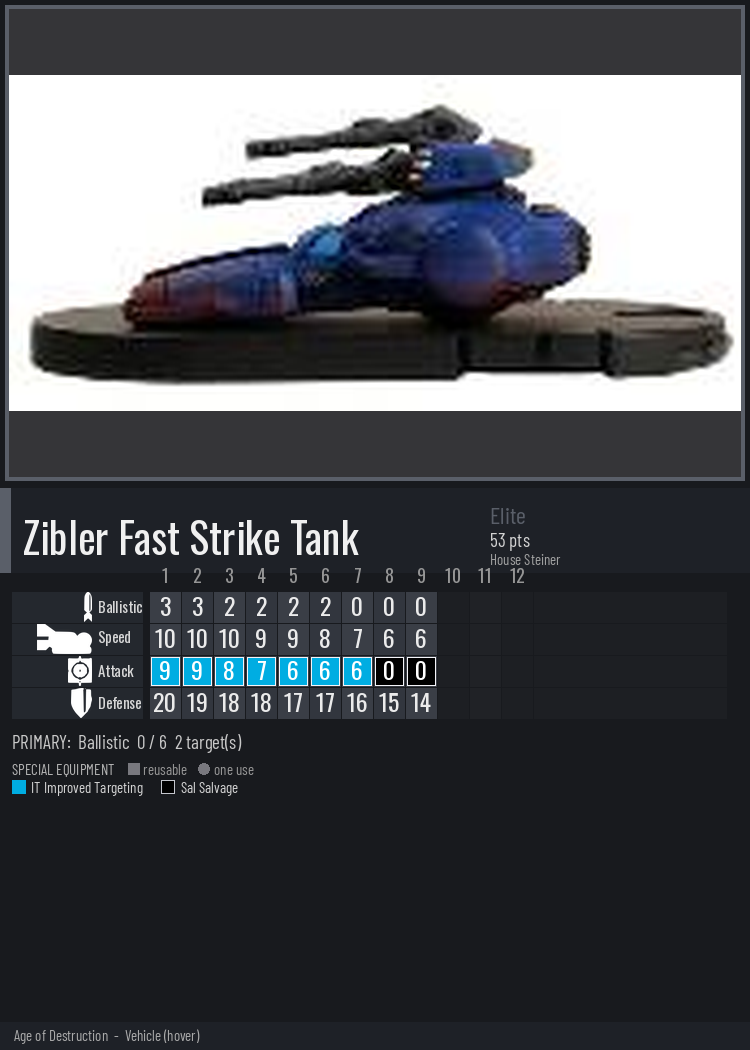 Zibler Fast Strike Tank
Elite
53 pts
House Steiner
1 2 3 4 5 6 7 8 9 10 11 12
Ballistic 3 3 2 2 2 2 0 0 0
Speed 10 10 10 9 9 8 7 6 6
Attack 9 9 8 7 6 6 6 0 0
Defense 20 19 18 18 17 17 16 15 14
PRIMARY: Ballistic 0 / 6 2 target(s)
SPECIAL EQUIPMENT reusable one use
IT Improved Targeting Sal Salvage
Age of Destruction - Vehicle (hover)